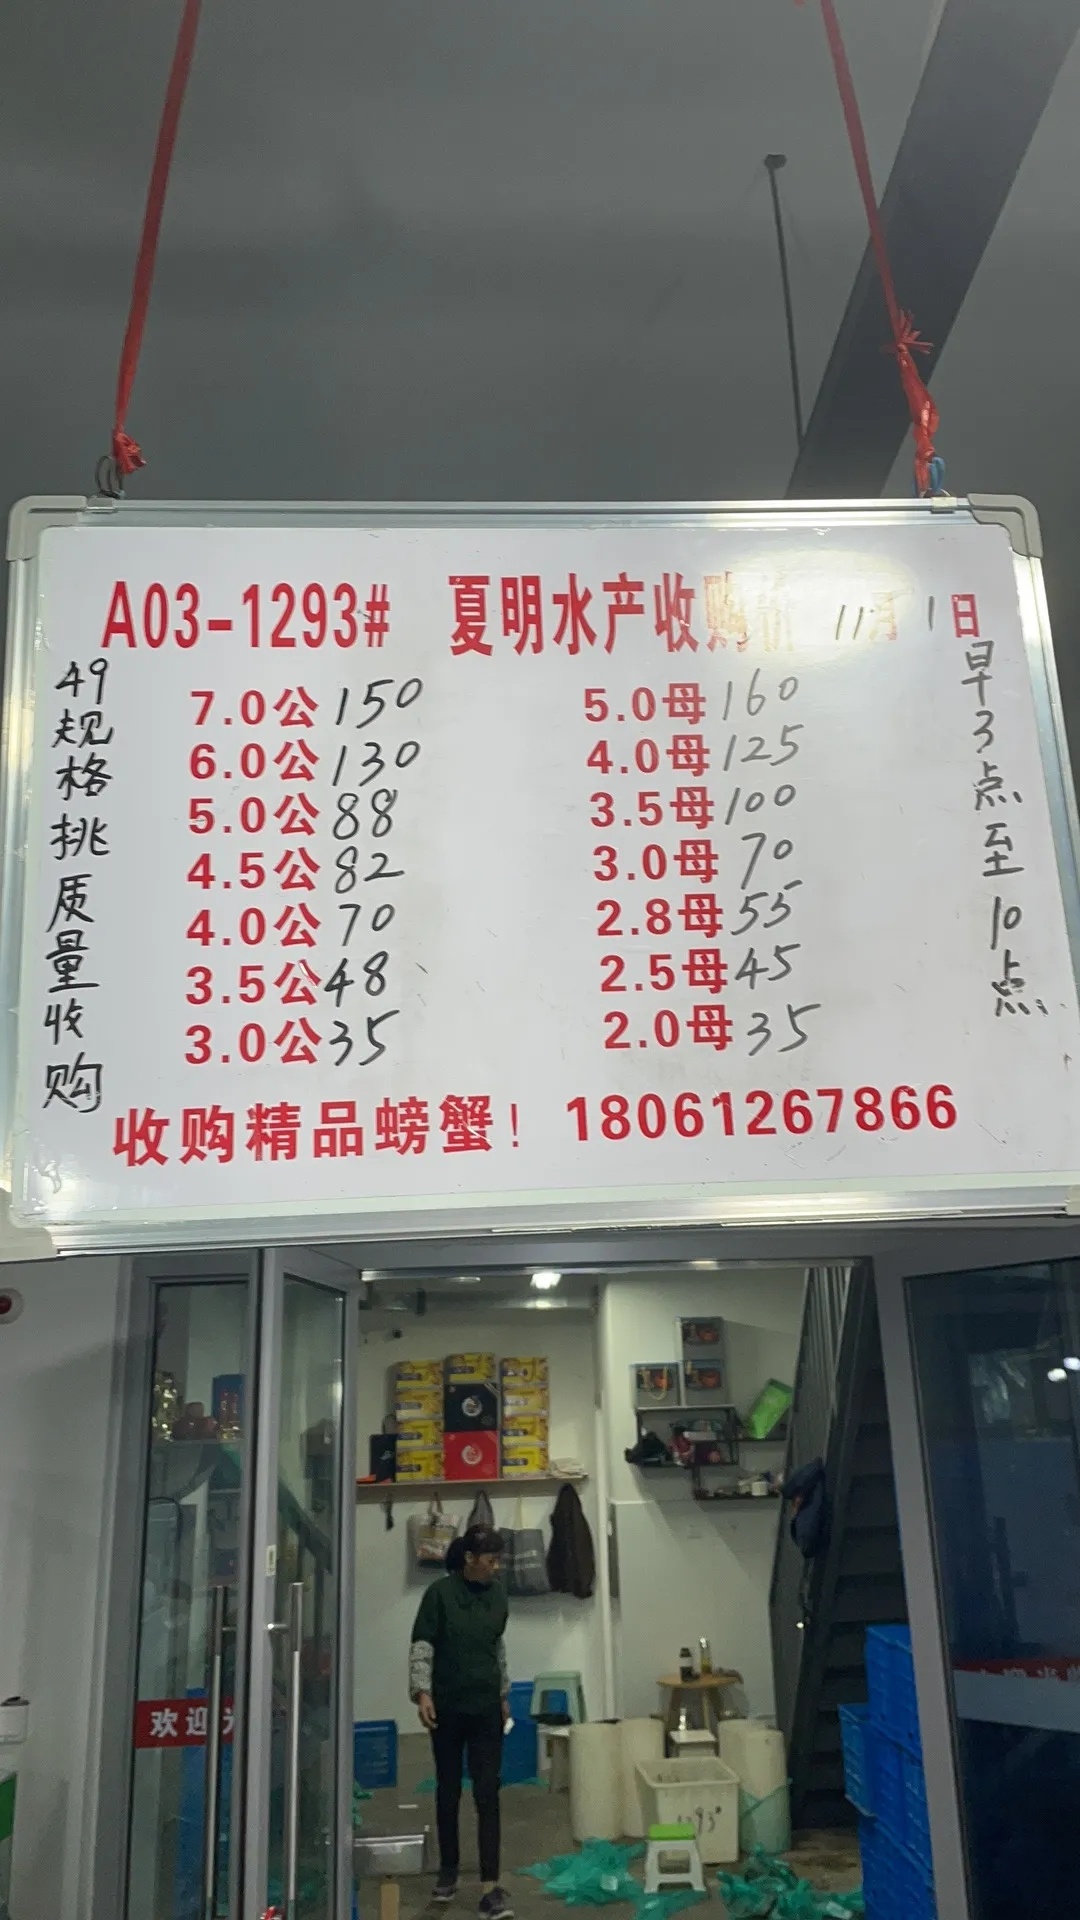 A03-1293# 夏明水产收购价 11月1日
49规格挑质量收购
7.0公150
6.0公130
5.0公88
4.5公82
4.0公70
3.5公48
3.0公35
5.0母160
4.0母125
3.5母100
3.0母70
2.8母55
2.5母45
2.0母35
早3点至10点
收购精品螃蟹！18061267866
欢迎光
1293#